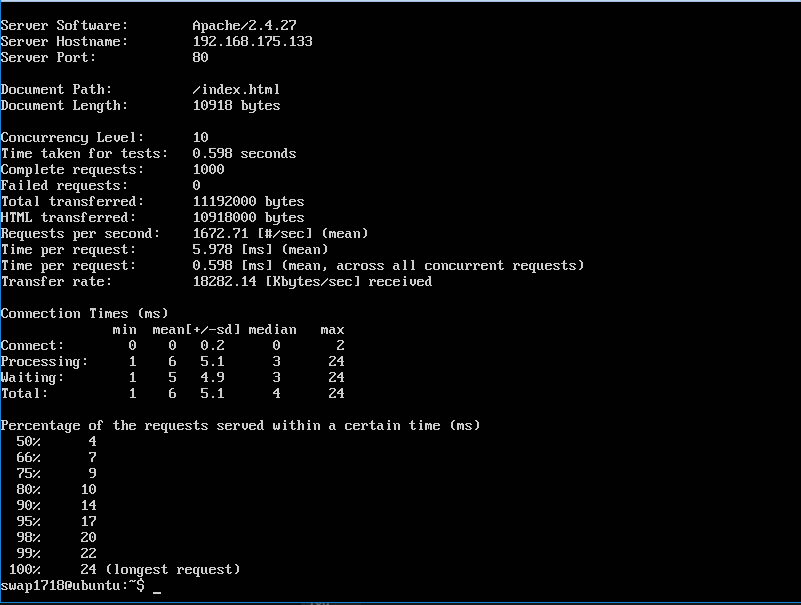 Server Software:        Apache/2.4.27
Server Hostname:        192.168.175.133
Server Port:            80
Document Path:          /index.html
Document Length:        10918 bytes
Concurrency Level:      10
Time taken for tests:   0.598 seconds
Complete requests:      1000
Failed requests:        0
Total transferred:      11192000 bytes
HTML transferred:       10918000 bytes
Requests per second:    1672.71 [#/sec] (mean)
Time per request:       5.978 [ms] (mean)
Time per request:       0.598 [ms] (mean, across all concurrent requests)
Transfer rate:          18282.14 [Kbytes/sec] received
Connection Times (ms)
              min  mean[+/-sd] median   max
Connect:        0    0   0.2      0       2
Processing:     1    6   5.1      3      24
Waiting:        1    5   4.9      3      24
Total:          1    6   5.1      4      24
Percentage of the requests served within a certain time (ms)
  50%      4
  66%      7
  75%      9
  80%     10
  90%     14
  95%     17
  98%     20
  99%     22
 100%     24 (longest request)
swap1718@ubuntu:~$ _